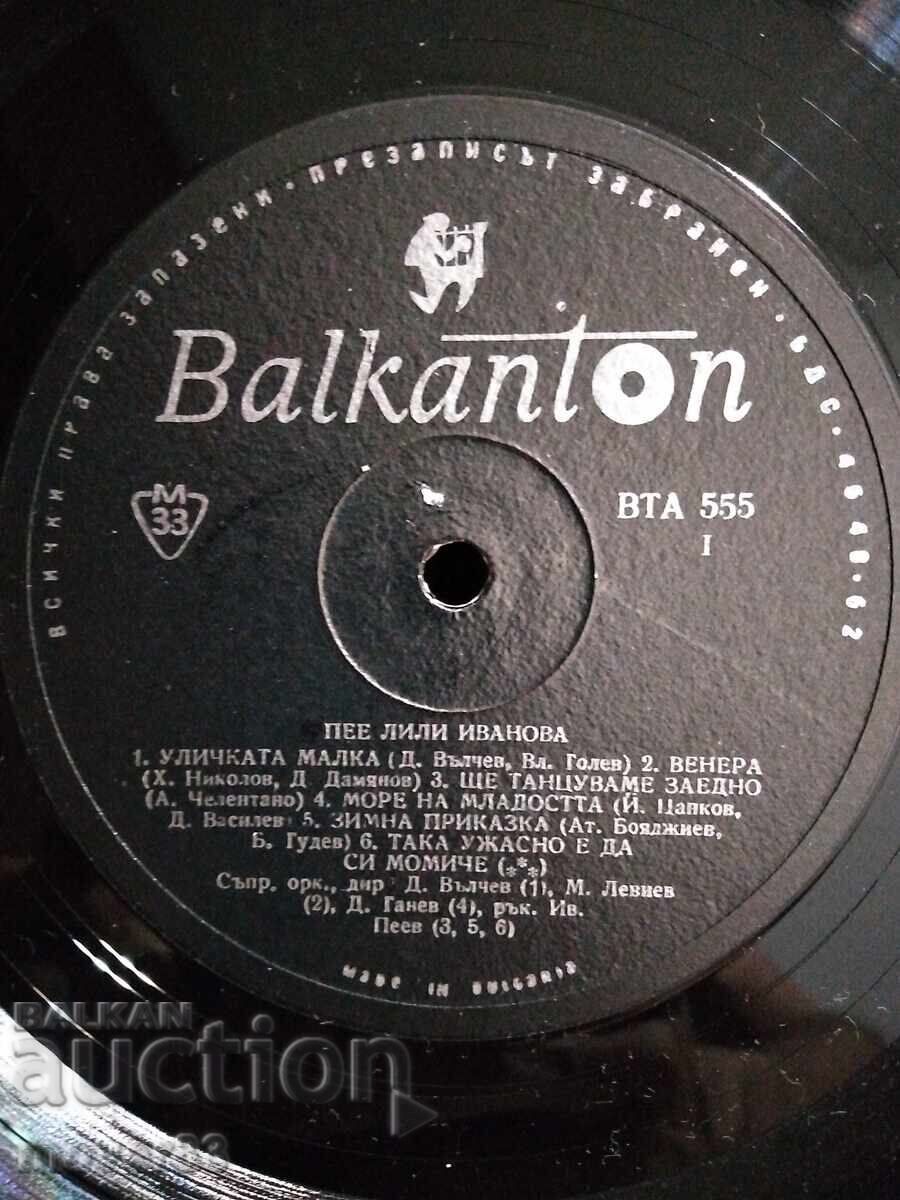 ВСИЧКИ ПРАВА ЗАПАЗЕНИ · ПРЕЗАПИСЪТ ЗАБРАНЕН · БДС · 4640-62
Balkanton
М
33
ВТА 555
I
ПЕЕ ЛИЛИ ИВАНОВА
1. УЛИЧКАТА МАЛКА (Д. Вълчев, Вл. Голев) 2. ВЕНЕРА
(Х. Николов, Д. Дамянов) 3. ЩЕ ТАНЦУВАМЕ ЗАЕДНО
(А. Челентано) 4. МОРЕ НА МЛАДОСТТА (Й. Цанков,
Д. Василев) 5. ЗИМНА ПРИКАЗКА (Ат. Бояджиев,
Б. Гудев) 6. ТАКА УЖАСНО Е ДА
СИ МОМИЧЕ (***)
Съпр. орк., дир. Д. Вълчев (1), М. Левиев
(2), Д. Ганев (4), рък. Ив.
Пеев (3, 5, 6)
MADE IN BULGARIA
BALKAN
auction